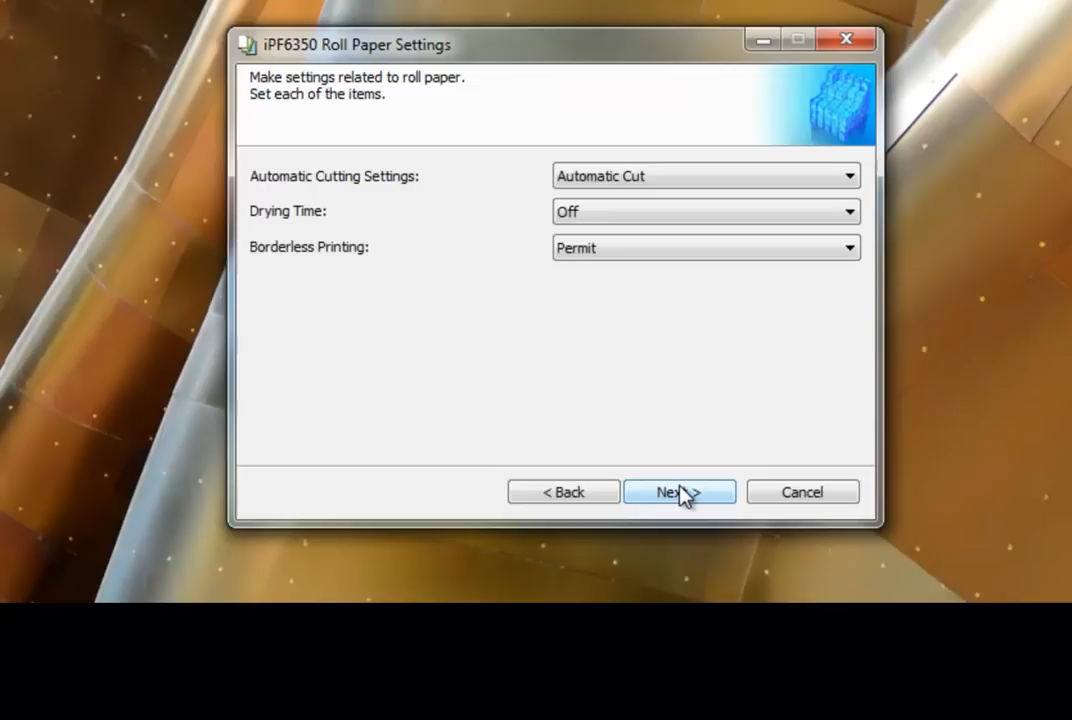 iPF6350 Roll Paper Settings
Make settings related to roll paper.
Set each of the items.
Automatic Cutting Settings: Automatic Cut
Drying Time: Off
Borderless Printing: Permit
< Back Next > Cancel